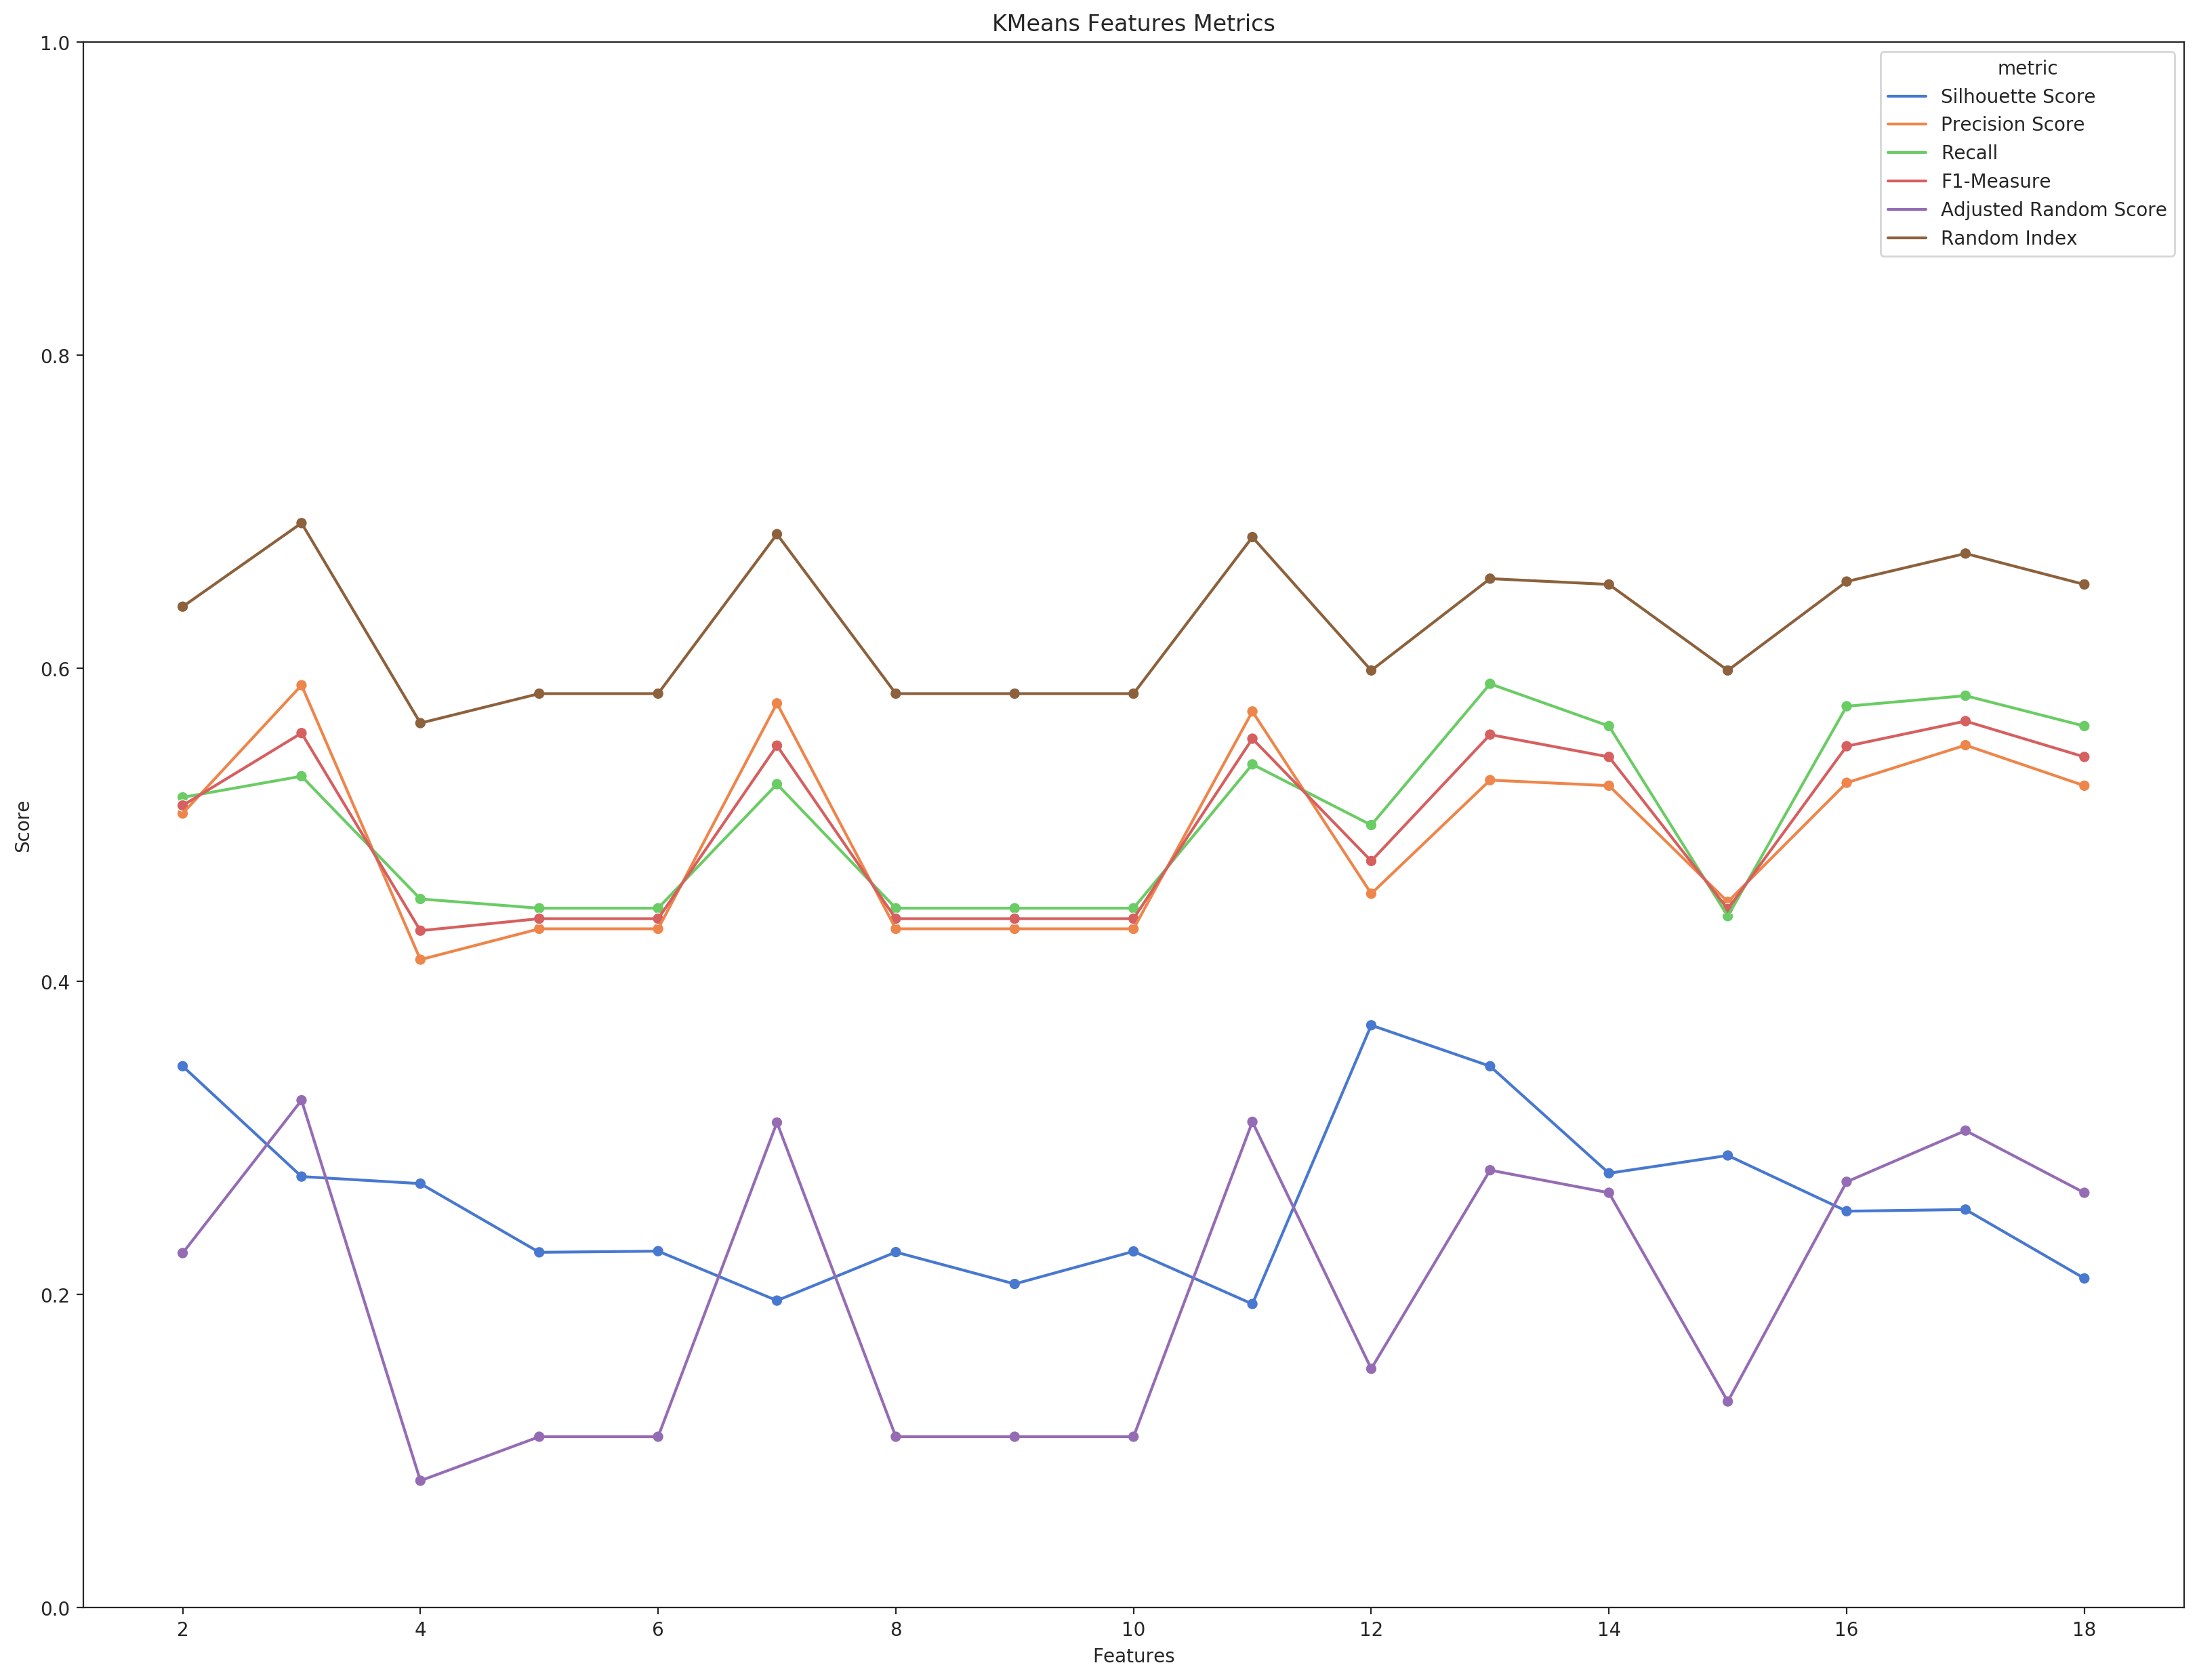 KMeans Features Metrics
1.0
0.8
0.6
0.4
0.2
0.0
Score
metric
Silhouette Score
Precision Score
Recall
F1-Measure
Adjusted Random Score
Random Index
2 4 6 8 10 12 14 16 18
Features